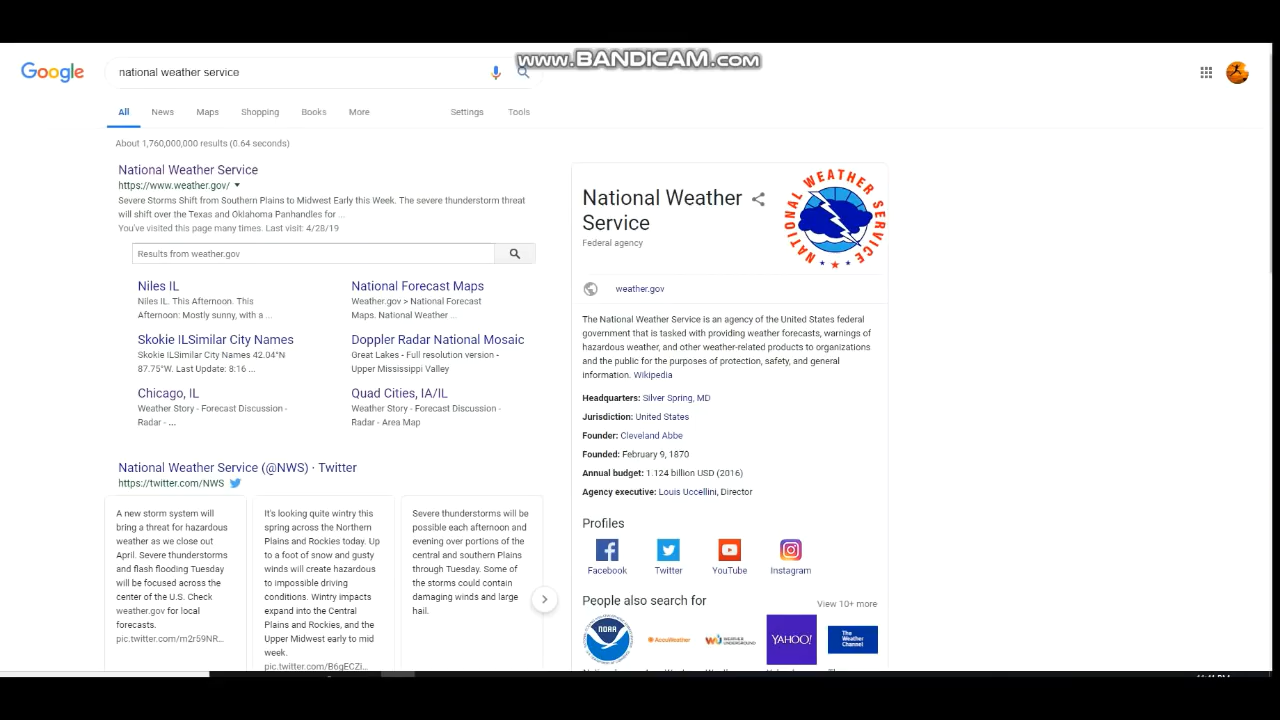 www.BANDICAM.com
Google
national weather service
All News Maps Shopping Books More Settings Tools
About 1,760,000,000 results (0.64 seconds)
National Weather Service
https://www.weather.gov/
Severe Storms Shift from Southern Plains to Midwest Early this Week. The severe thunderstorm threat
will shift over the Texas and Oklahoma Panhandles for ...
You've visited this page many times. Last visit: 4/28/19
Results from weather.gov
Niles IL
Niles IL. This Afternoon. This
Afternoon: Mostly sunny, with a ...
National Forecast Maps
Weather.gov > National Forecast
Maps. National Weather ...
Skokie ILSimilar City Names
Skokie ILSimilar City Names 42.04°N
87.75°W. Last Update: 8:16 ...
Doppler Radar National Mosaic
Great Lakes - Full resolution version -
Upper Mississippi Valley
Chicago, IL
Weather Story - Forecast Discussion -
Radar - ...
Quad Cities, IA/IL
Weather Story - Forecast Discussion -
Radar - Area Map
National Weather Service (@NWS) · Twitter
https://twitter.com/NWS
A new storm system will
bring a threat for hazardous
weather as we close out
April. Severe thunderstorms
and flash flooding Tuesday
will be focused across the
center of the U.S. Check
weather.gov for local
forecasts.
pic.twitter.com/m2r59NR...
It's looking quite wintry this
spring across the Northern
Plains and Rockies today. Up
to a foot of snow and gusty
winds will create hazardous
to impossible driving
conditions. Wintry impacts
expand into the Central
Plains and Rockies, and the
Upper Midwest early to mid
week.
pic.twitter.com/B6gECZi...
Severe thunderstorms will be
possible each afternoon and
evening over portions of the
central and southern Plains
through Tuesday. Some of
the storms could contain
damaging winds and large
hail.
National Weather
Service
Federal agency
NATIONAL WEATHER SERVICE
weather.gov
The National Weather Service is an agency of the United States federal
government that is tasked with providing weather forecasts, warnings of
hazardous weather, and other weather-related products to organizations
and the public for the purposes of protection, safety, and general
information. Wikipedia
Headquarters: Silver Spring, MD
Jurisdiction: United States
Founder: Cleveland Abbe
Founded: February 9, 1870
Annual budget: 1.124 billion USD (2016)
Agency executive: Louis Uccellini, Director
Profiles
Facebook Twitter YouTube Instagram
People also search for
View 10+ more
NOAA
AccuWeather
WEATHER UNDERGROUND
YAHOO!
The
Weather
Channel